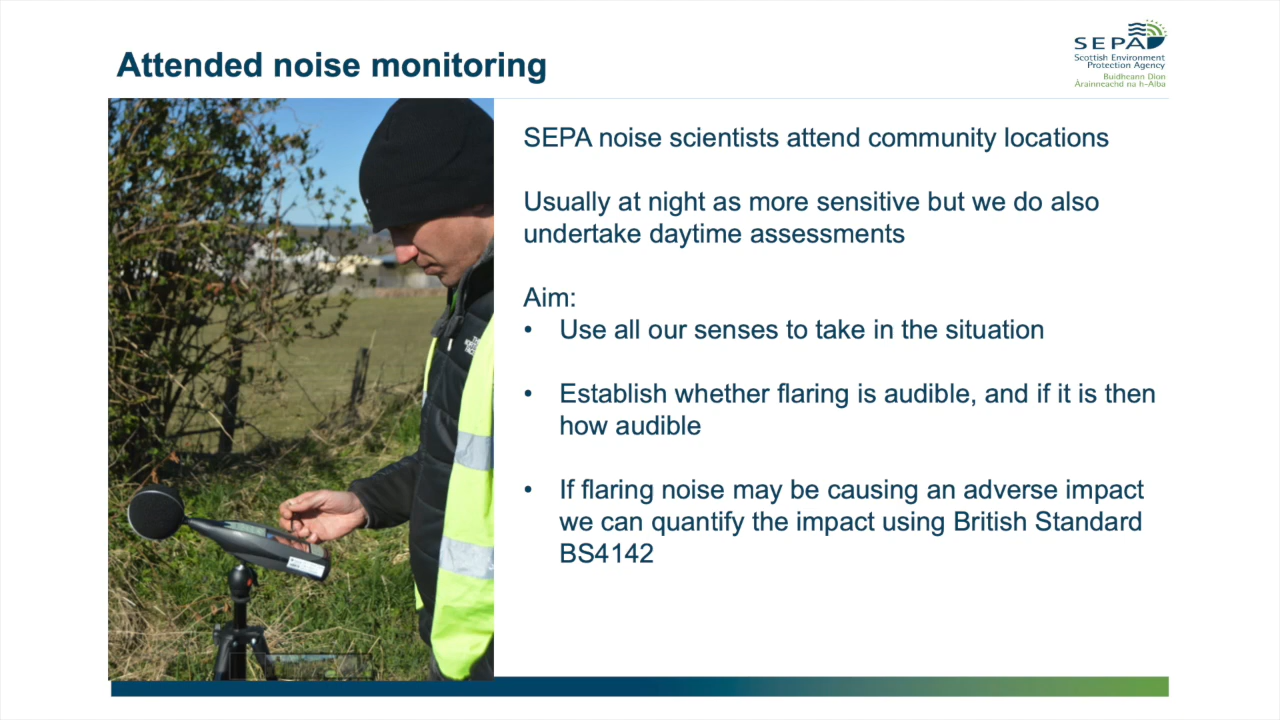 Attended noise monitoring
SEPA
Scottish Environment
Protection Agency
Buidheann Dìon
Àrainneachd na h-Alba
SEPA noise scientists attend community locations
Usually at night as more sensitive but we do also
undertake daytime assessments
Aim:
• Use all our senses to take in the situation
• Establish whether flaring is audible, and if it is then
how audible
• If flaring noise may be causing an adverse impact
we can quantify the impact using British Standard
BS4142